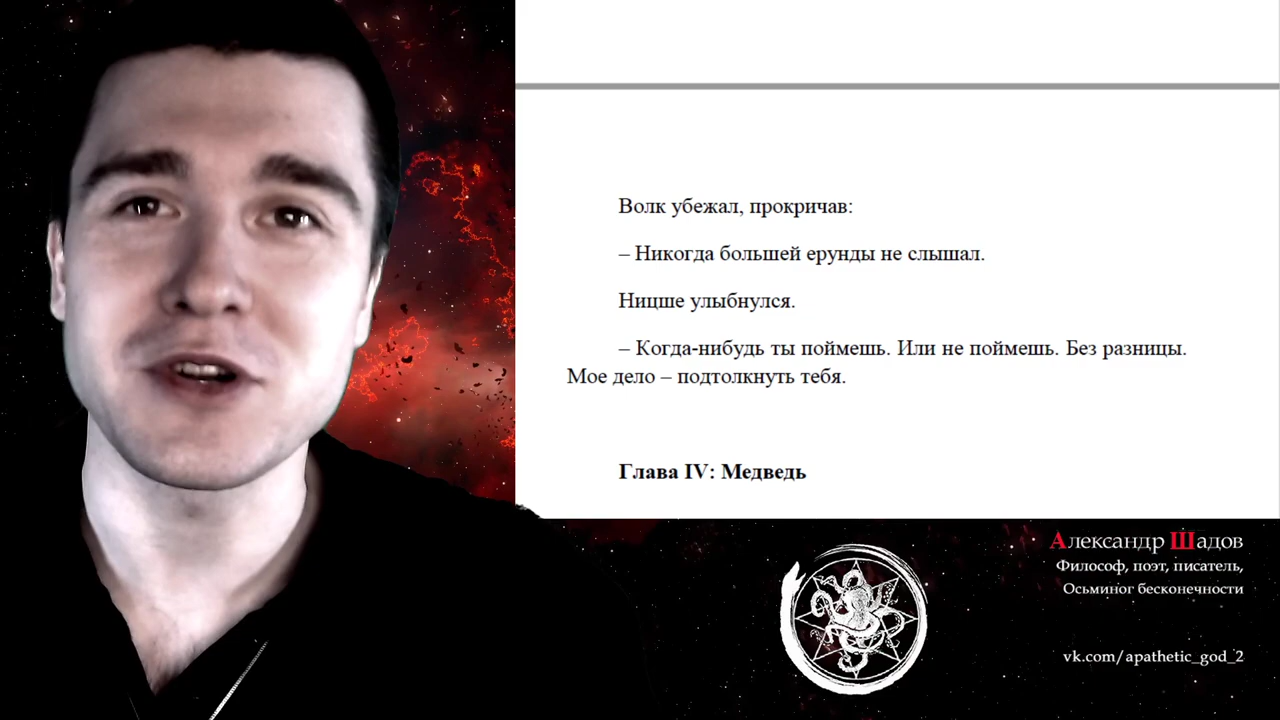 Волк убежал, прокричав:
– Никогда большей ерунды не слышал.
Ницше улыбнулся.
– Когда-нибудь ты поймешь. Или не поймешь. Без разницы.
Мое дело – подтолкнуть тебя.
Глава IV: Медведь
Александр Шадов
Философ, поэт, писатель,
Осьминог бесконечности
vk.com/apathetic_god_2